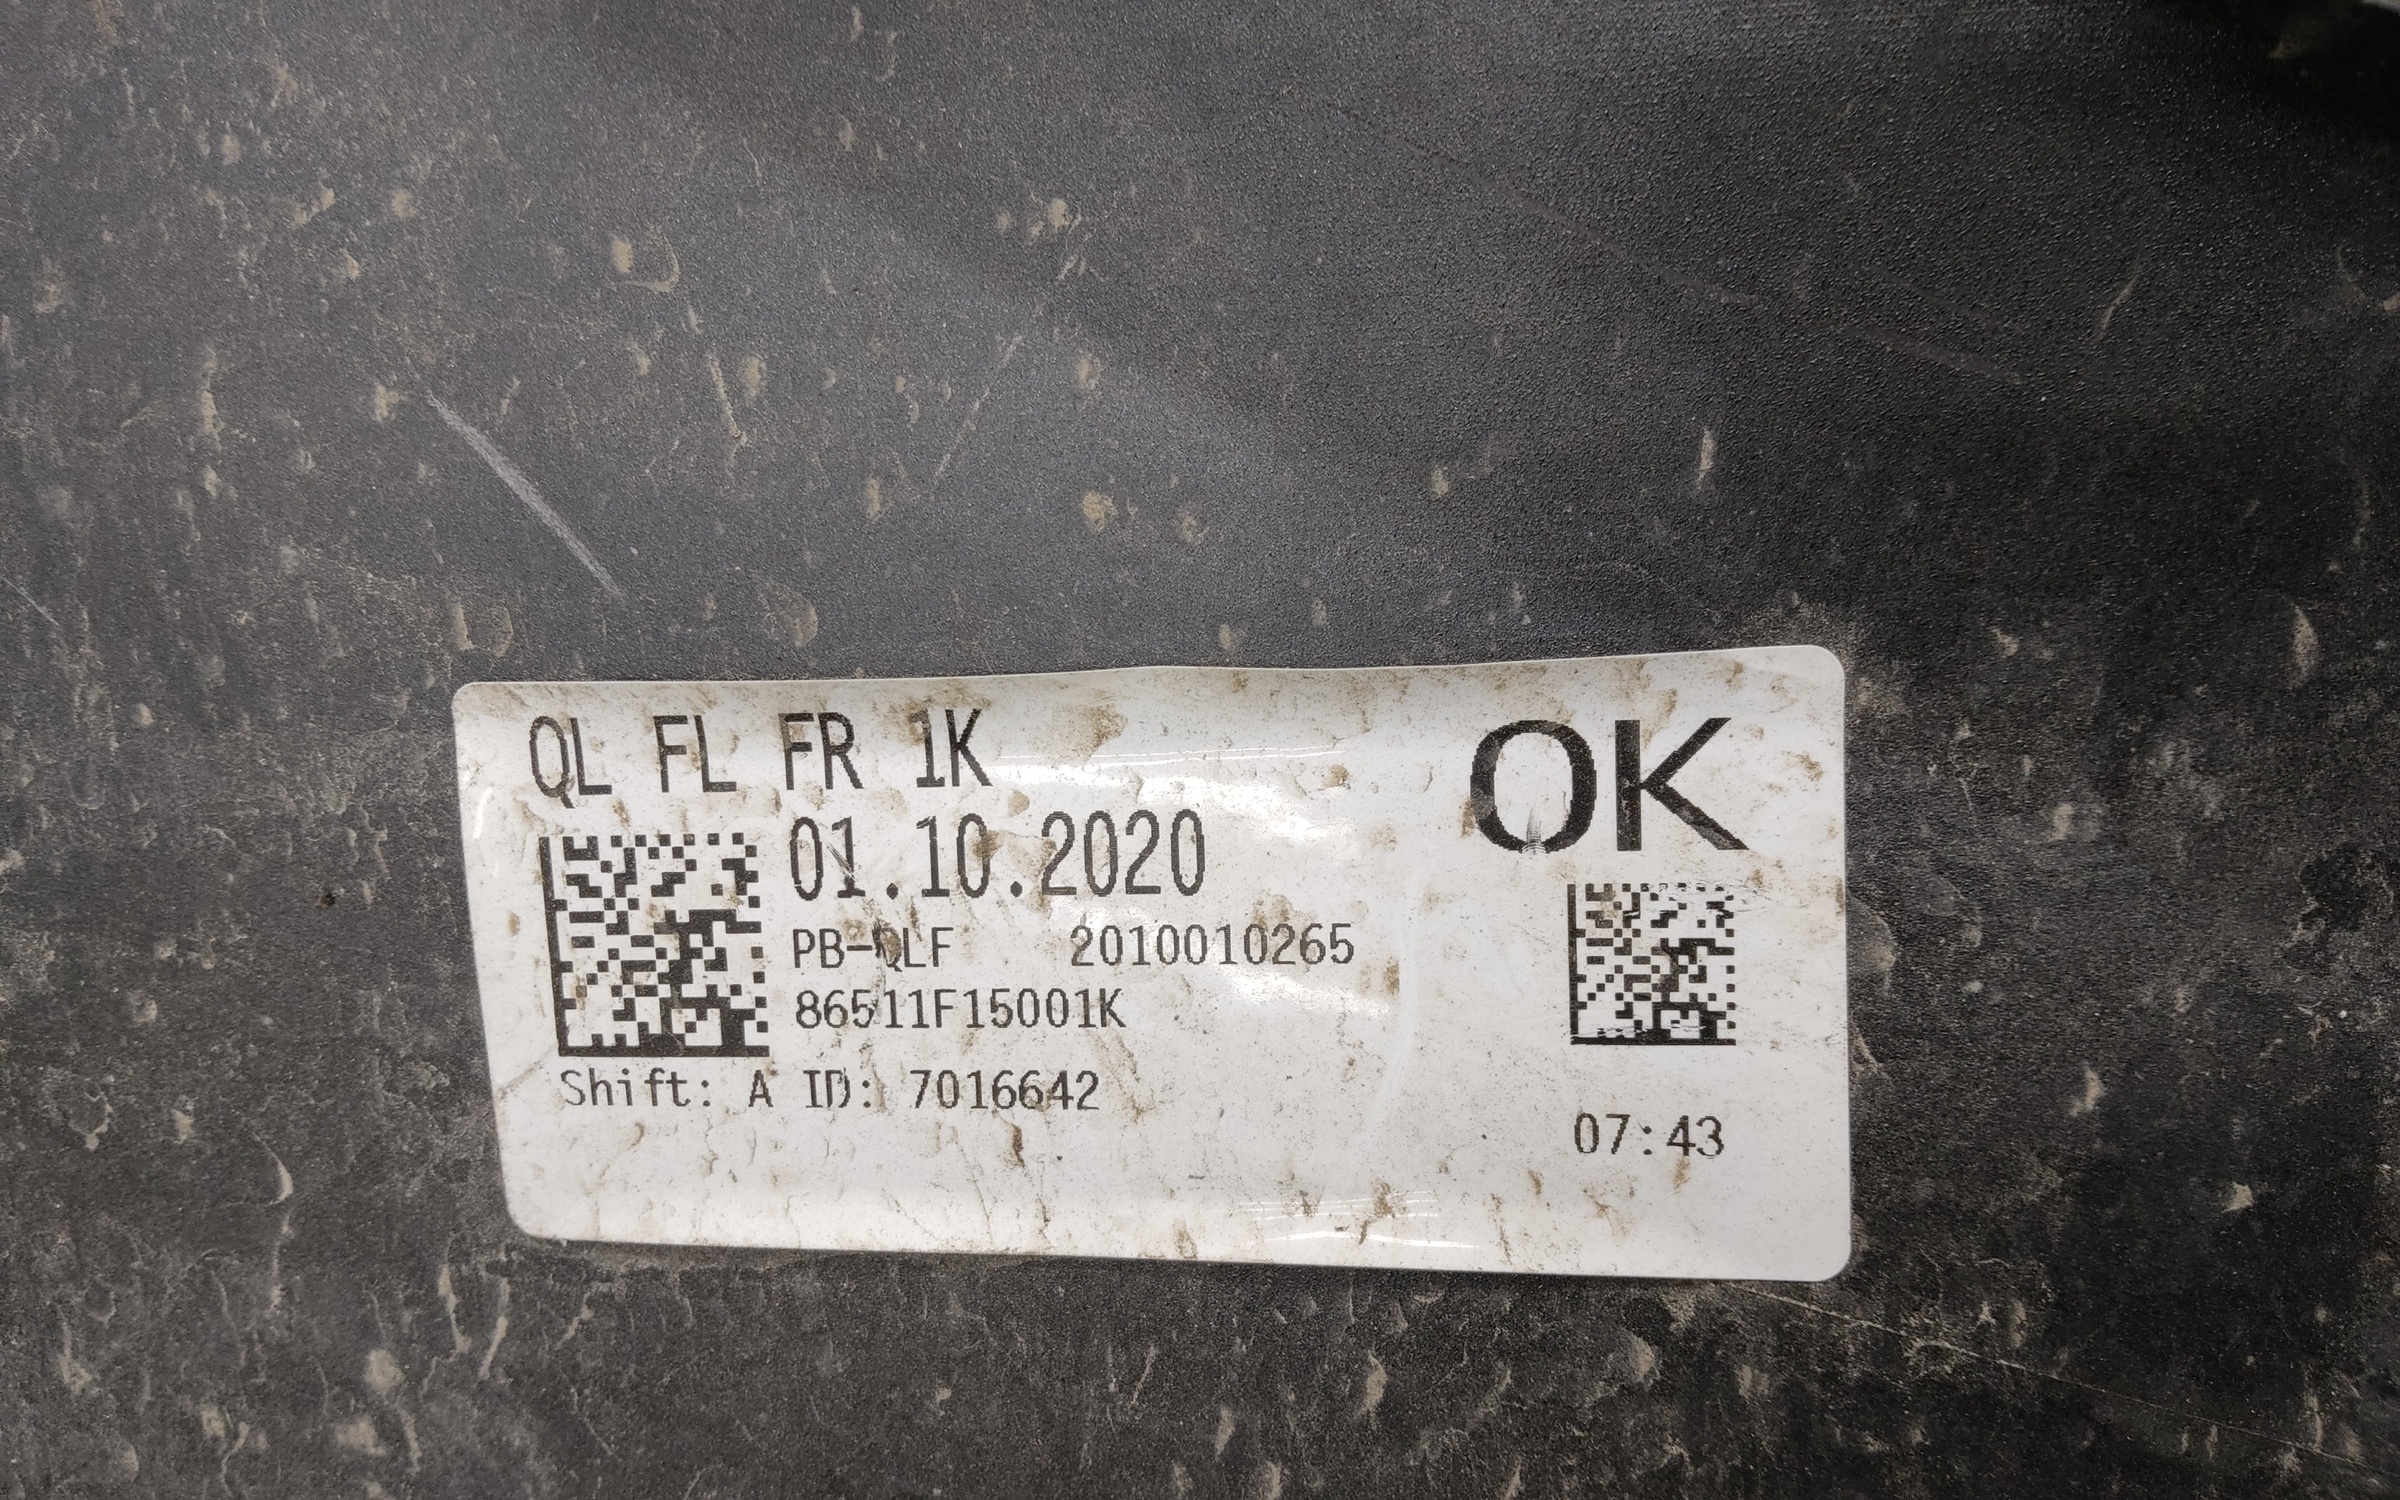 QL FL FR 1K
OK
01.10.2020
PB-QLF 2010010265
86511F15001K
Shift: A ID: 7016642
07:43